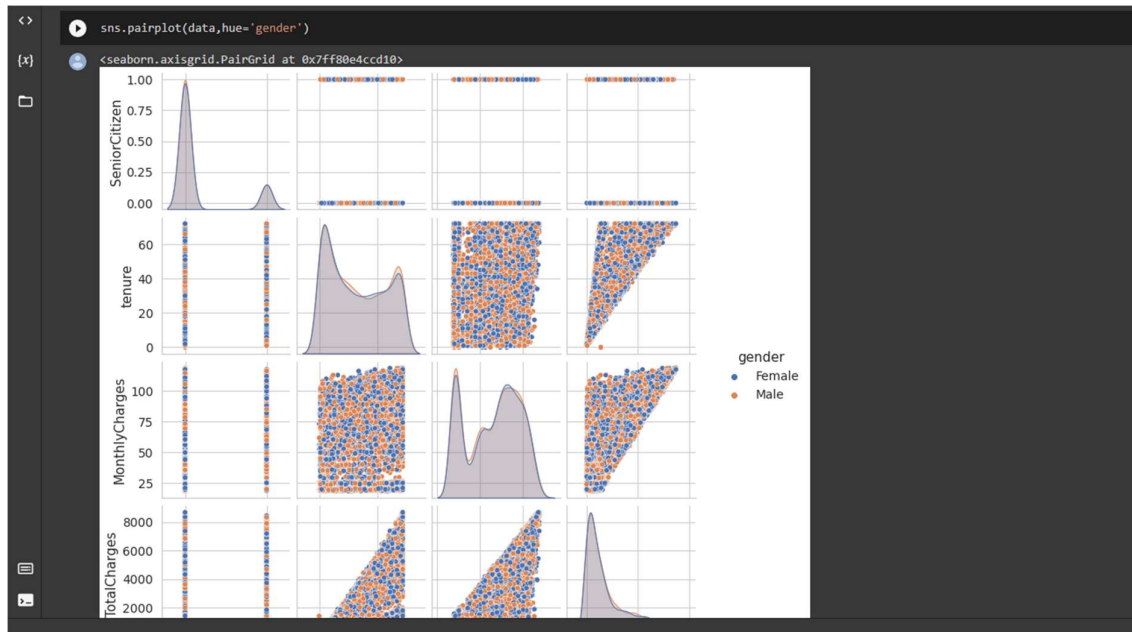 <>
sns.pairplot(data,hue='gender')
{x}
<seaborn.axisgrid.PairGrid at 0x7ff80e4ccd10>
1.00
0.75
0.50
0.25
0.00
SeniorCitizen
60
40
20
0
tenure
gender
Female
Male
100
75
50
25
MonthlyCharges
8000
6000
4000
2000
TotalCharges